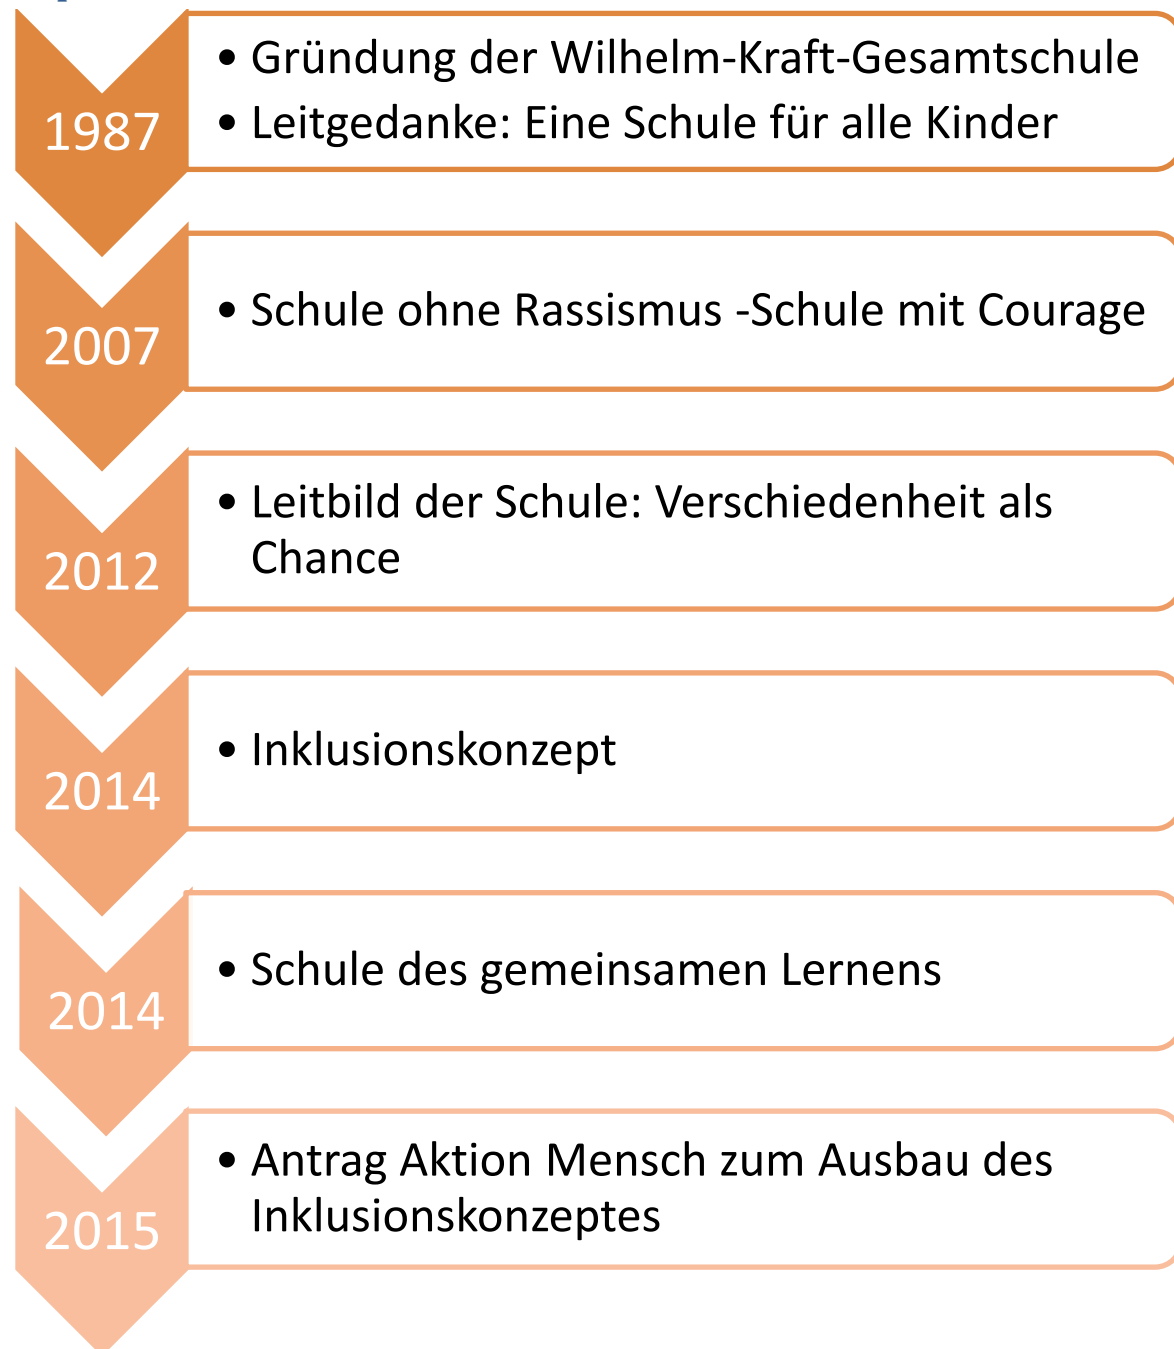 1987
• Gründung der Wilhelm-Kraft-Gesamtschule
• Leitgedanke: Eine Schule für alle Kinder
2007
• Schule ohne Rassismus -Schule mit Courage
2012
• Leitbild der Schule: Verschiedenheit als
Chance
2014
• Inklusionskonzept
2014
• Schule des gemeinsamen Lernens
2015
• Antrag Aktion Mensch zum Ausbau des
Inklusionskonzeptes